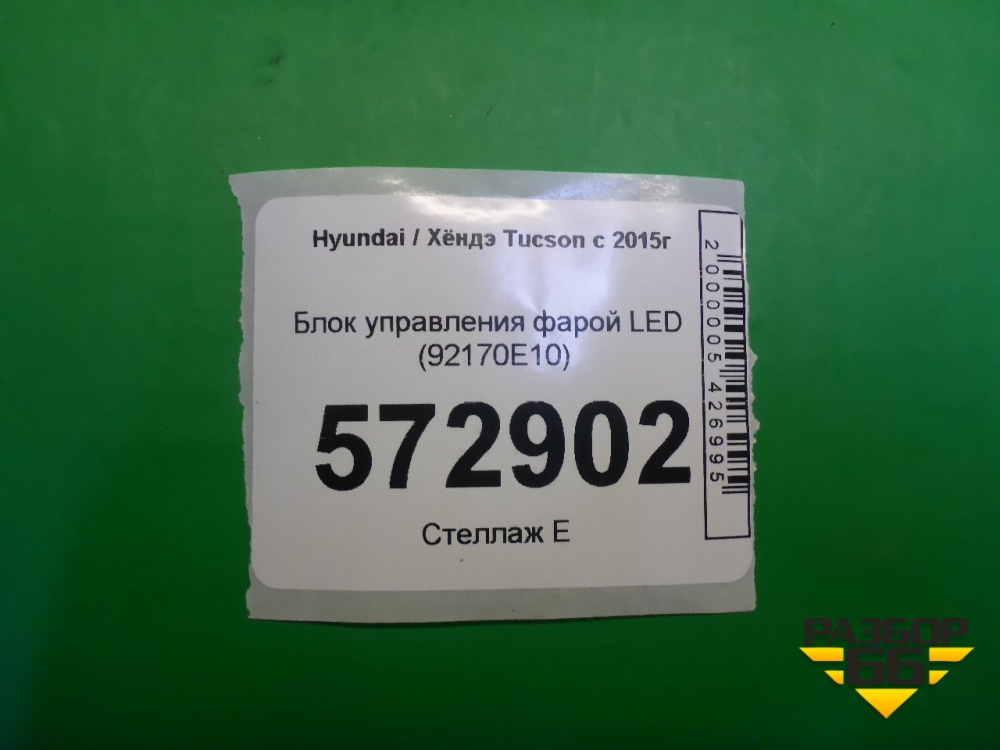 Hyundai / Хёндэ Tucson с 2015г
Блок управления фарой LED
(92170E10)
572902
Стеллаж Е
2000005426995
РАЗБОР
66